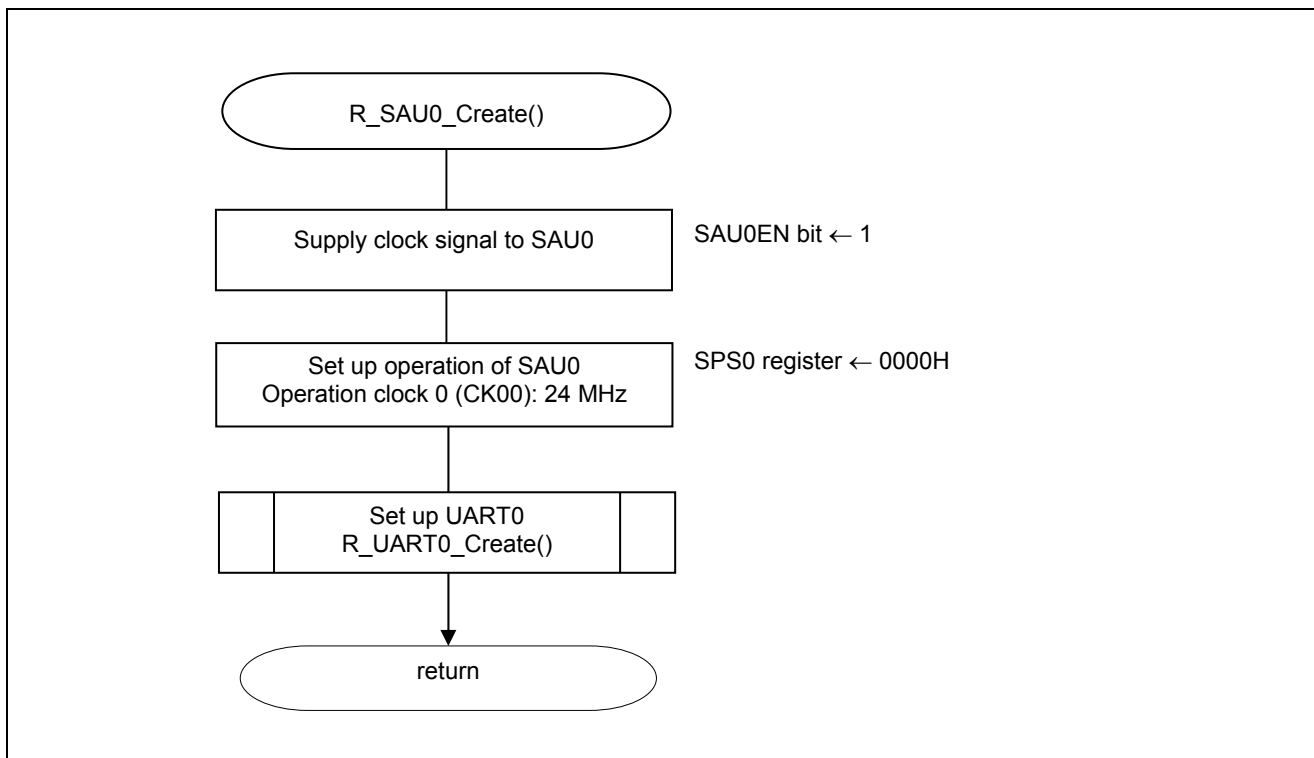 R_SAU0_Create()
Supply clock signal to SAU0
SAU0EN bit ← 1
Set up operation of SAU0
Operation clock 0 (CK00): 24 MHz
SPS0 register ← 0000H
Set up UART0
R_UART0_Create()
return